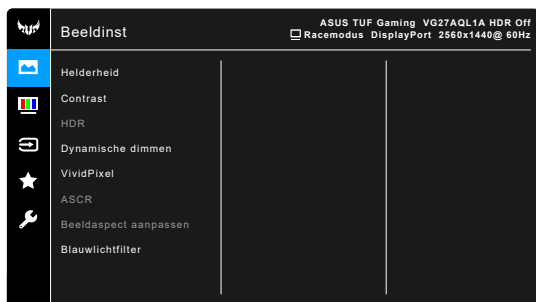 Beeldinst
ASUS TUF Gaming VG27AQL1A HDR Off
Racemodus DisplayPort 2560x1440@ 60Hz
Helderheid
Contrast
HDR
Dynamische dimmen
VividPixel
ASCR
Beeldaspect aanpassen
Blauwlichtfilter